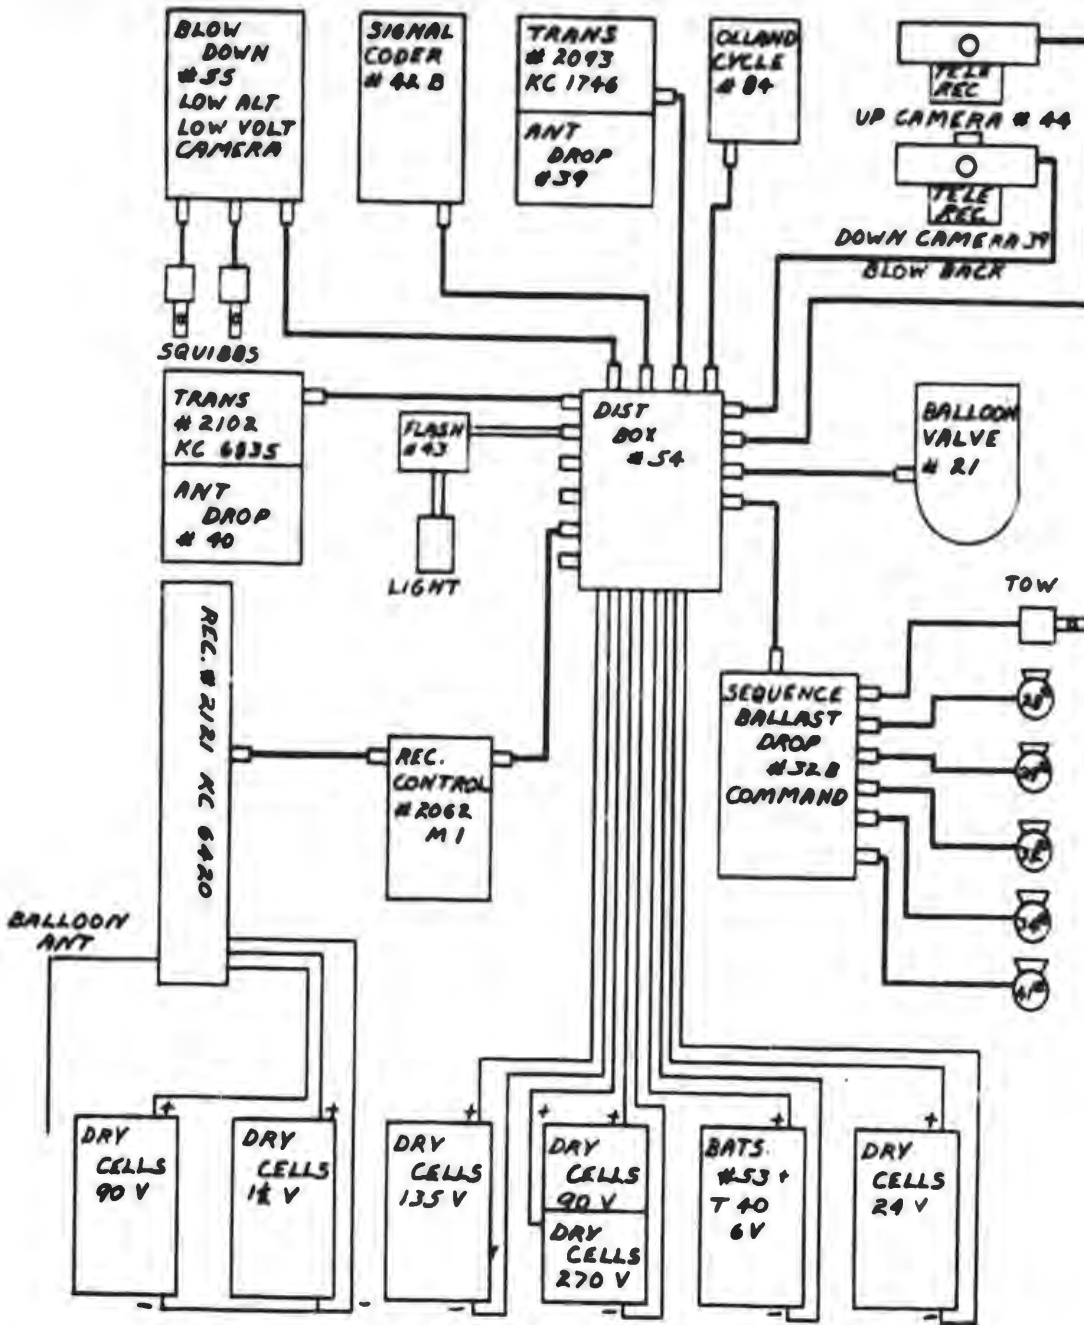 BLOW
DOWN
#55
LOW ALT
LOW VOLT
CAMERA
SIGNAL
CODER
# 42 B
TRANS
# 2093
KC 1746
ANT
DROP
#39
OLLAND
CYCLE
# 84
TELE
REC
UP CAMERA # 44
TELE
REC
DOWN CAMERA 39
BLOW BACK
SQUIBBS
TRANS
# 2102
KC 6835
ANT
DROP
# 40
FLASH
# 43
LIGHT
DIST
BOX
# 54
BALLOON
VALVE
# 21
TOW
SEQUENCE
BALLAST
DROP
#32B
COMMAND
41#
REC. # 2121 KC 6420
REC.
CONTROL
#2062
M 1
BALLOON
ANT
+
+
+
+
+
+
+
DRY
CELLS
90 V
DRY
CELLS
1½ V
DRY
CELLS
135 V
DRY
CELLS
90 V
DRY
CELLS
270 V
BATS.
#53 +
T 40
6V
DRY
CELLS
24 V
-
-
-
-
-
-